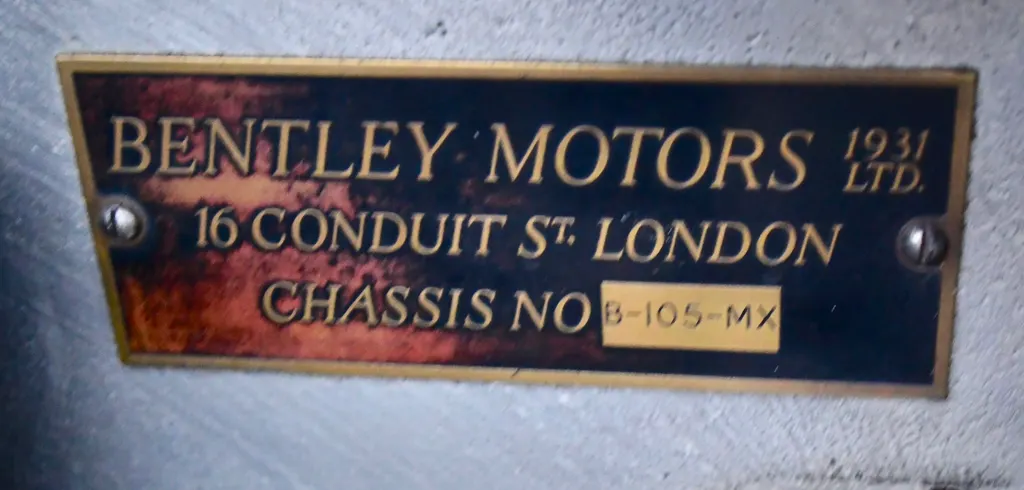 BENTLEY MOTORS 1931 LTD.
16 CONDUIT ST. LONDON
CHASSIS NO B-105-MX